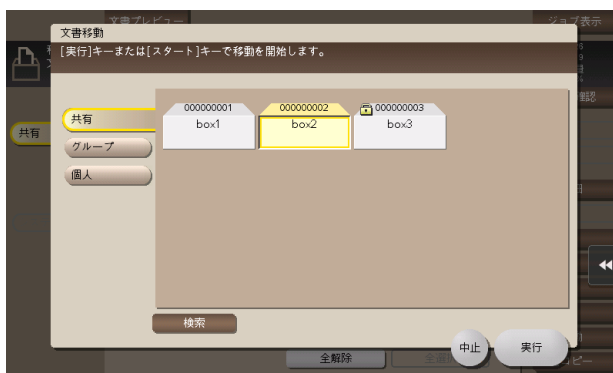 文書プレビュー
ジョブ表示
文書移動
[実行]キーまたは[スタート]キーで移動を開始します。
共有
共有
グループ
個人
000000001
box1
000000002
box2
000000003
box3
検索
中止
実行
全解除